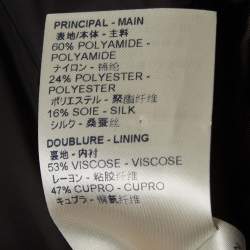 PRINCIPAL - MAIN
表地/本体 - 主料
60% POLYAMIDE -
POLYAMIDE
ナイロン - 锦纶
24% POLYESTER -
POLYESTER
ポリエステル - 聚酯纤维
16% SOIE - SILK
シルク - 桑蚕丝
DOUBLURE - LINING
裏地 - 内衬
53% VISCOSE - VISCOSE
レーヨン - 粘胶纤维
47% CUPRO - CUPRO
キュプラ - 铜氨纤维